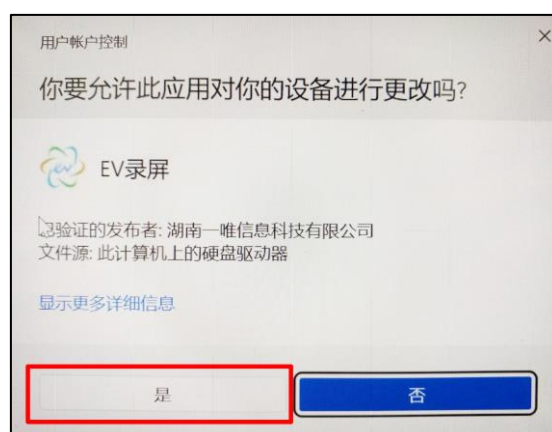 用户帐户控制
你要允许此应用对你的设备进行更改吗?
EV录屏
已验证的发布者: 湖南一唯信息科技有限公司
文件源: 此计算机上的硬盘驱动器
显示更多详细信息
是
否